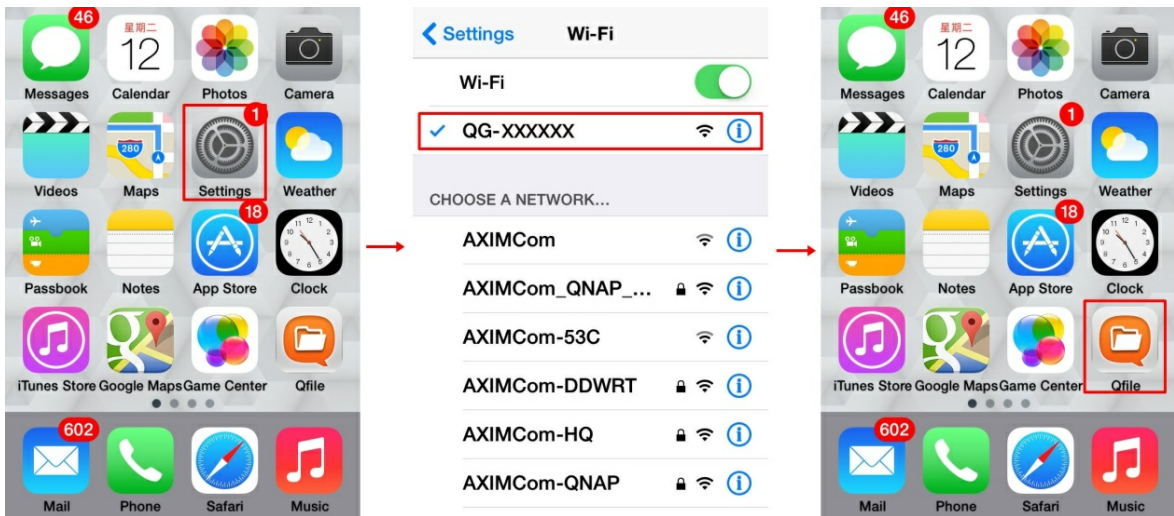 46
星期二
12
Messages
Calendar
Photos
Camera
280
1
Videos
Maps
Settings
Weather
18
Passbook
Notes
App Store
Clock
iTunes Store
Google Maps
Game Center
Qfile
602
Mail
Phone
Safari
Music
Settings
Wi-Fi
Wi-Fi
QG-XXXXXX
CHOOSE A NETWORK...
AXIMCom
AXIMCom_QNAP_...
AXIMCom-53C
AXIMCom-DDWRT
AXIMCom-HQ
AXIMCom-QNAP
46
星期二
12
Messages
Calendar
Photos
Camera
280
1
Videos
Maps
Settings
Weather
18
Passbook
Notes
App Store
Clock
iTunes Store
Google Maps
Game Center
Qfile
602
Mail
Phone
Safari
Music